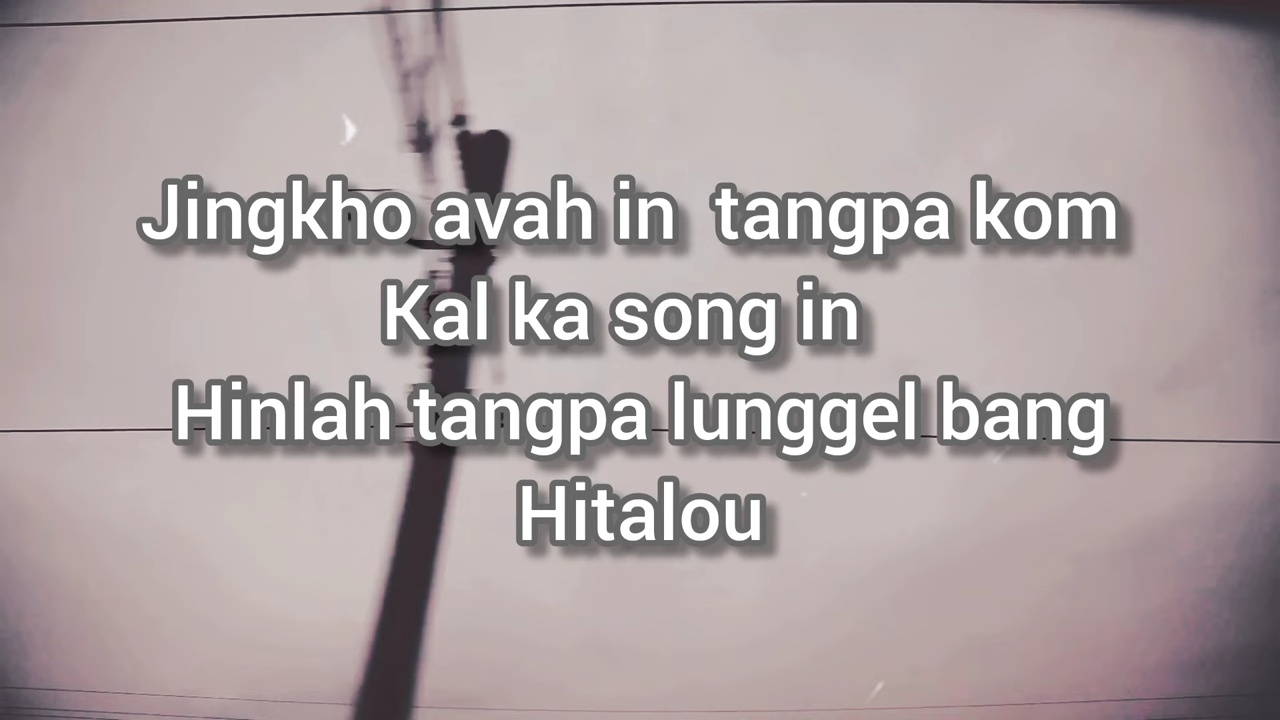 Jingkho avah in  tangpa kom
Kal ka song in
Hinlah tangpa lunggel bang
Hitalou